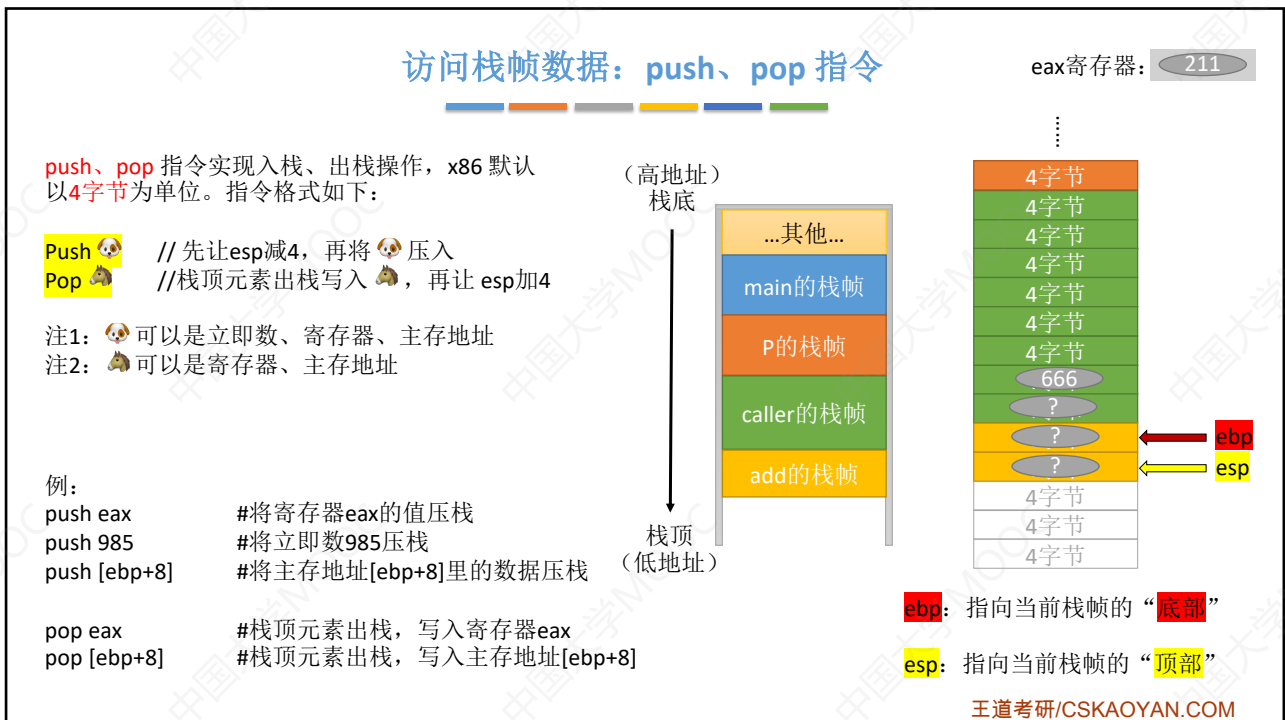 访问栈帧数据：push、pop 指令
eax寄存器： 211
push、pop 指令实现入栈、出栈操作，x86 默认
以4字节为单位。指令格式如下：
Push 🐶 // 先让esp减4，再将 🐶 压入
Pop 🐴 //栈顶元素出栈写入 🐴 ，再让 esp加4
注1： 🐶 可以是立即数、寄存器、主存地址
注2： 🐴 可以是寄存器、主存地址
例：
push eax #将寄存器eax的值压栈
push 985 #将立即数985压栈
push [ebp+8] #将主存地址[ebp+8]里的数据压栈
pop eax #栈顶元素出栈，写入寄存器eax
pop [ebp+8] #栈顶元素出栈，写入主存地址[ebp+8]
（高地址）
栈底
…其他…
main的栈帧
P的栈帧
caller的栈帧
add的栈帧
栈顶
（低地址）
……
4字节
4字节
4字节
4字节
4字节
4字节
4字节
666
?
? ebp
? esp
4字节
4字节
4字节
ebp：指向当前栈帧的“底部”
esp：指向当前栈帧的“顶部”
王道考研/CSKAOYAN.COM